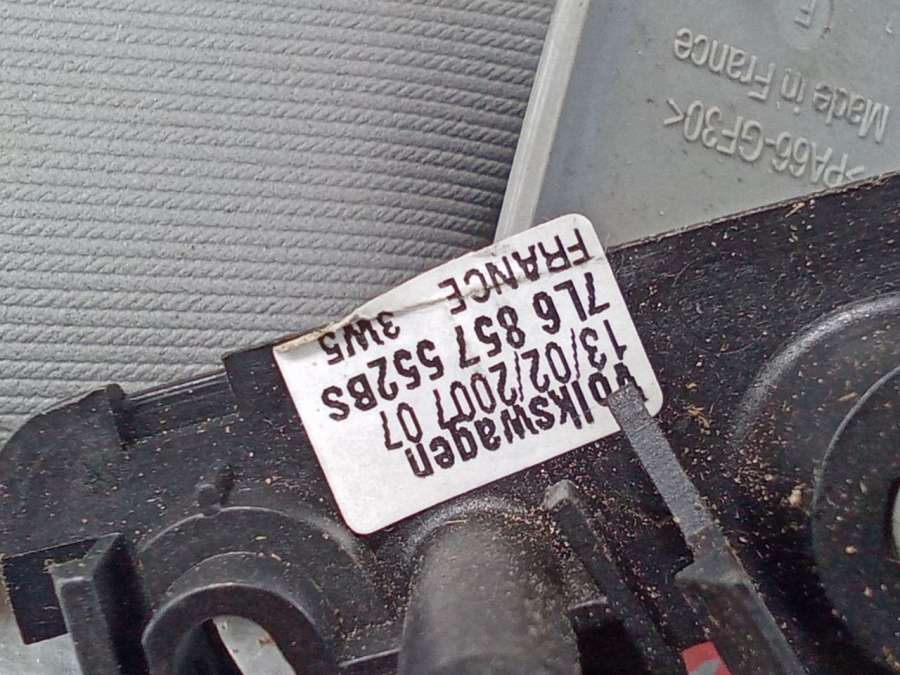 Volkswagen
13/02/2007 07
7L6 857 552BS
3W5
FRANCE
>PA66-GF30<
Made in France
F